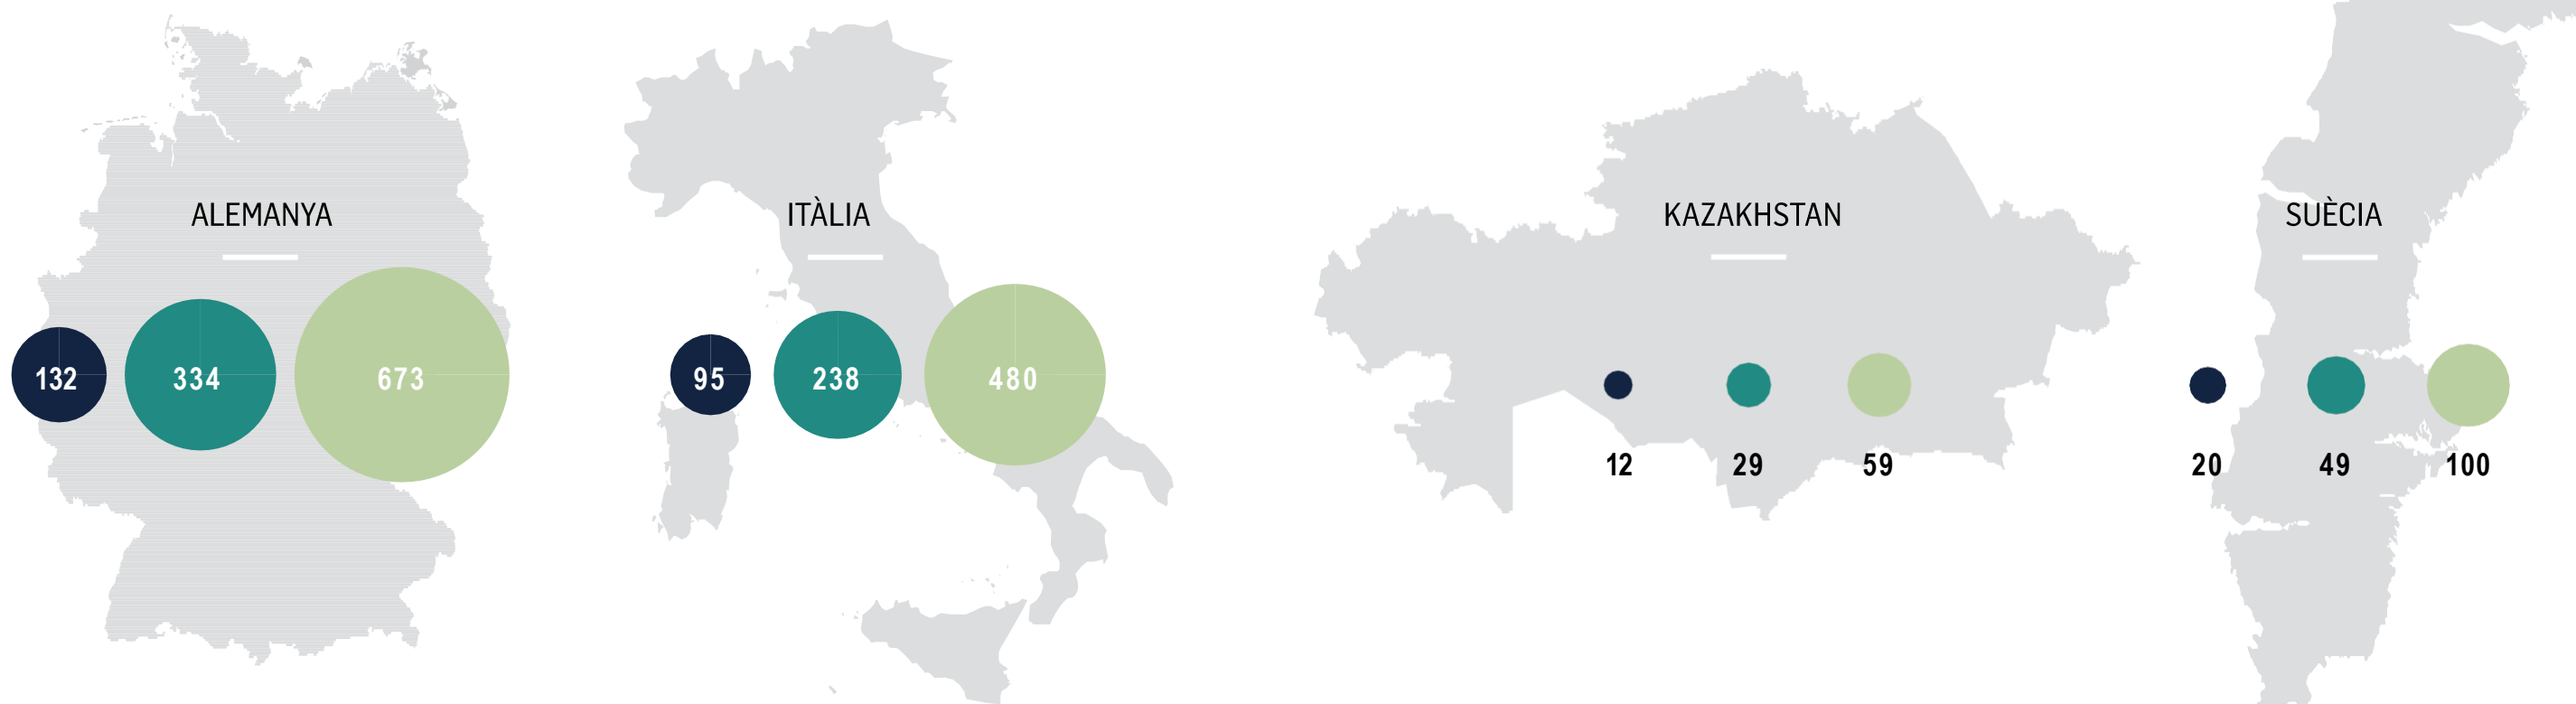 ALEMANYA
132 334 673
ITÀLIA
95 238 480
KAZAKHSTAN
12 29 59
SUÈCIA
20 49 100